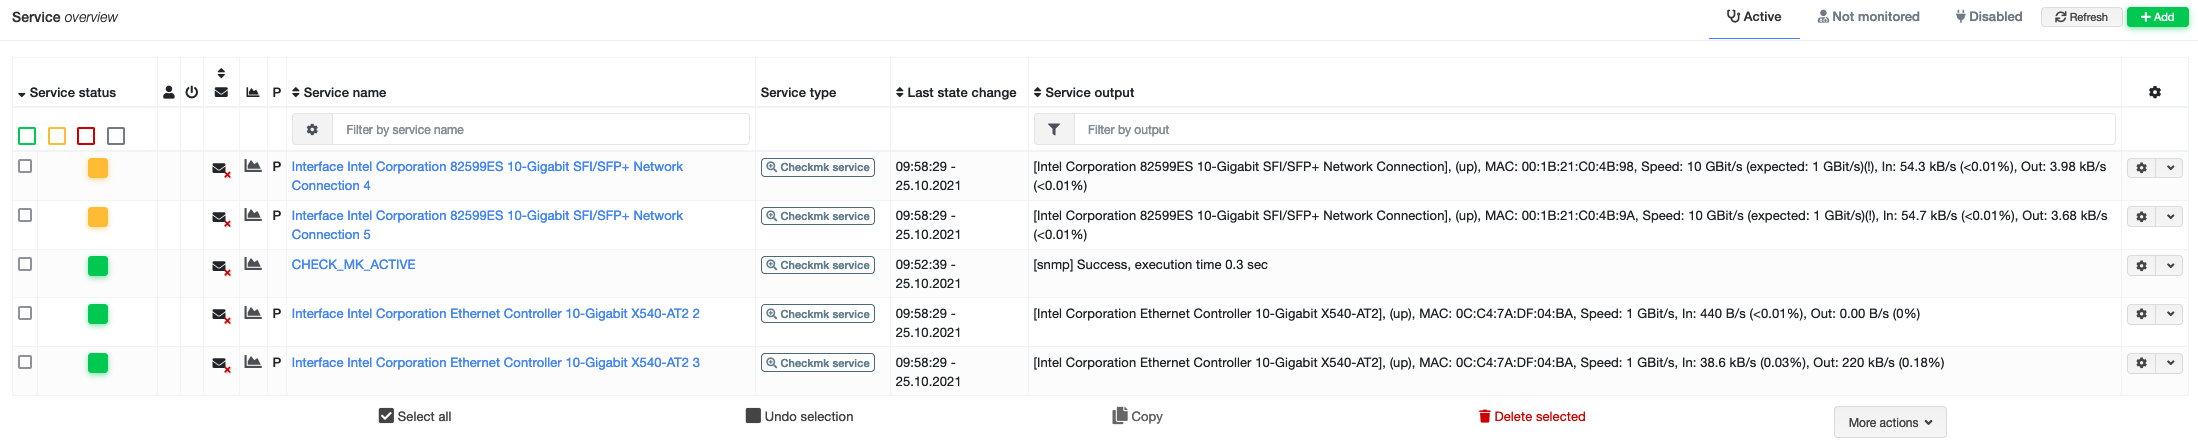 Service overview
Active
Not monitored
Disabled
Refresh
Add
Service status
P
Service name
Service type
Last state change
Service output
Filter by service name
Filter by output
P
Interface Intel Corporation 82599ES 10-Gigabit SFI/SFP+ Network
Connection 4
Checkmk service
09:58:29 -
25.10.2021
[Intel Corporation 82599ES 10-Gigabit SFI/SFP+ Network Connection], (up), MAC: 00:1B:21:C0:4B:98, Speed: 10 GBit/s (expected: 1 GBit/s)(!), In: 54.3 kB/s (<0.01%), Out: 3.98 kB/s
(<0.01%)
P
Interface Intel Corporation 82599ES 10-Gigabit SFI/SFP+ Network
Connection 5
Checkmk service
09:58:29 -
25.10.2021
[Intel Corporation 82599ES 10-Gigabit SFI/SFP+ Network Connection], (up), MAC: 00:1B:21:C0:4B:9A, Speed: 10 GBit/s (expected: 1 GBit/s)(!), In: 54.7 kB/s (<0.01%), Out: 3.68 kB/s
(<0.01%)
CHECK_MK_ACTIVE
Checkmk service
09:52:39 -
25.10.2021
[snmp] Success, execution time 0.3 sec
P
Interface Intel Corporation Ethernet Controller 10-Gigabit X540-AT2 2
Checkmk service
09:58:29 -
25.10.2021
[Intel Corporation Ethernet Controller 10-Gigabit X540-AT2], (up), MAC: 0C:C4:7A:DF:04:BA, Speed: 1 GBit/s, In: 440 B/s (<0.01%), Out: 0.00 B/s (0%)
P
Interface Intel Corporation Ethernet Controller 10-Gigabit X540-AT2 3
Checkmk service
09:58:29 -
25.10.2021
[Intel Corporation Ethernet Controller 10-Gigabit X540-AT2], (up), MAC: 0C:C4:7A:DF:04:BA, Speed: 1 GBit/s, In: 38.6 kB/s (0.03%), Out: 220 kB/s (0.18%)
Select all
Undo selection
Copy
Delete selected
More actions